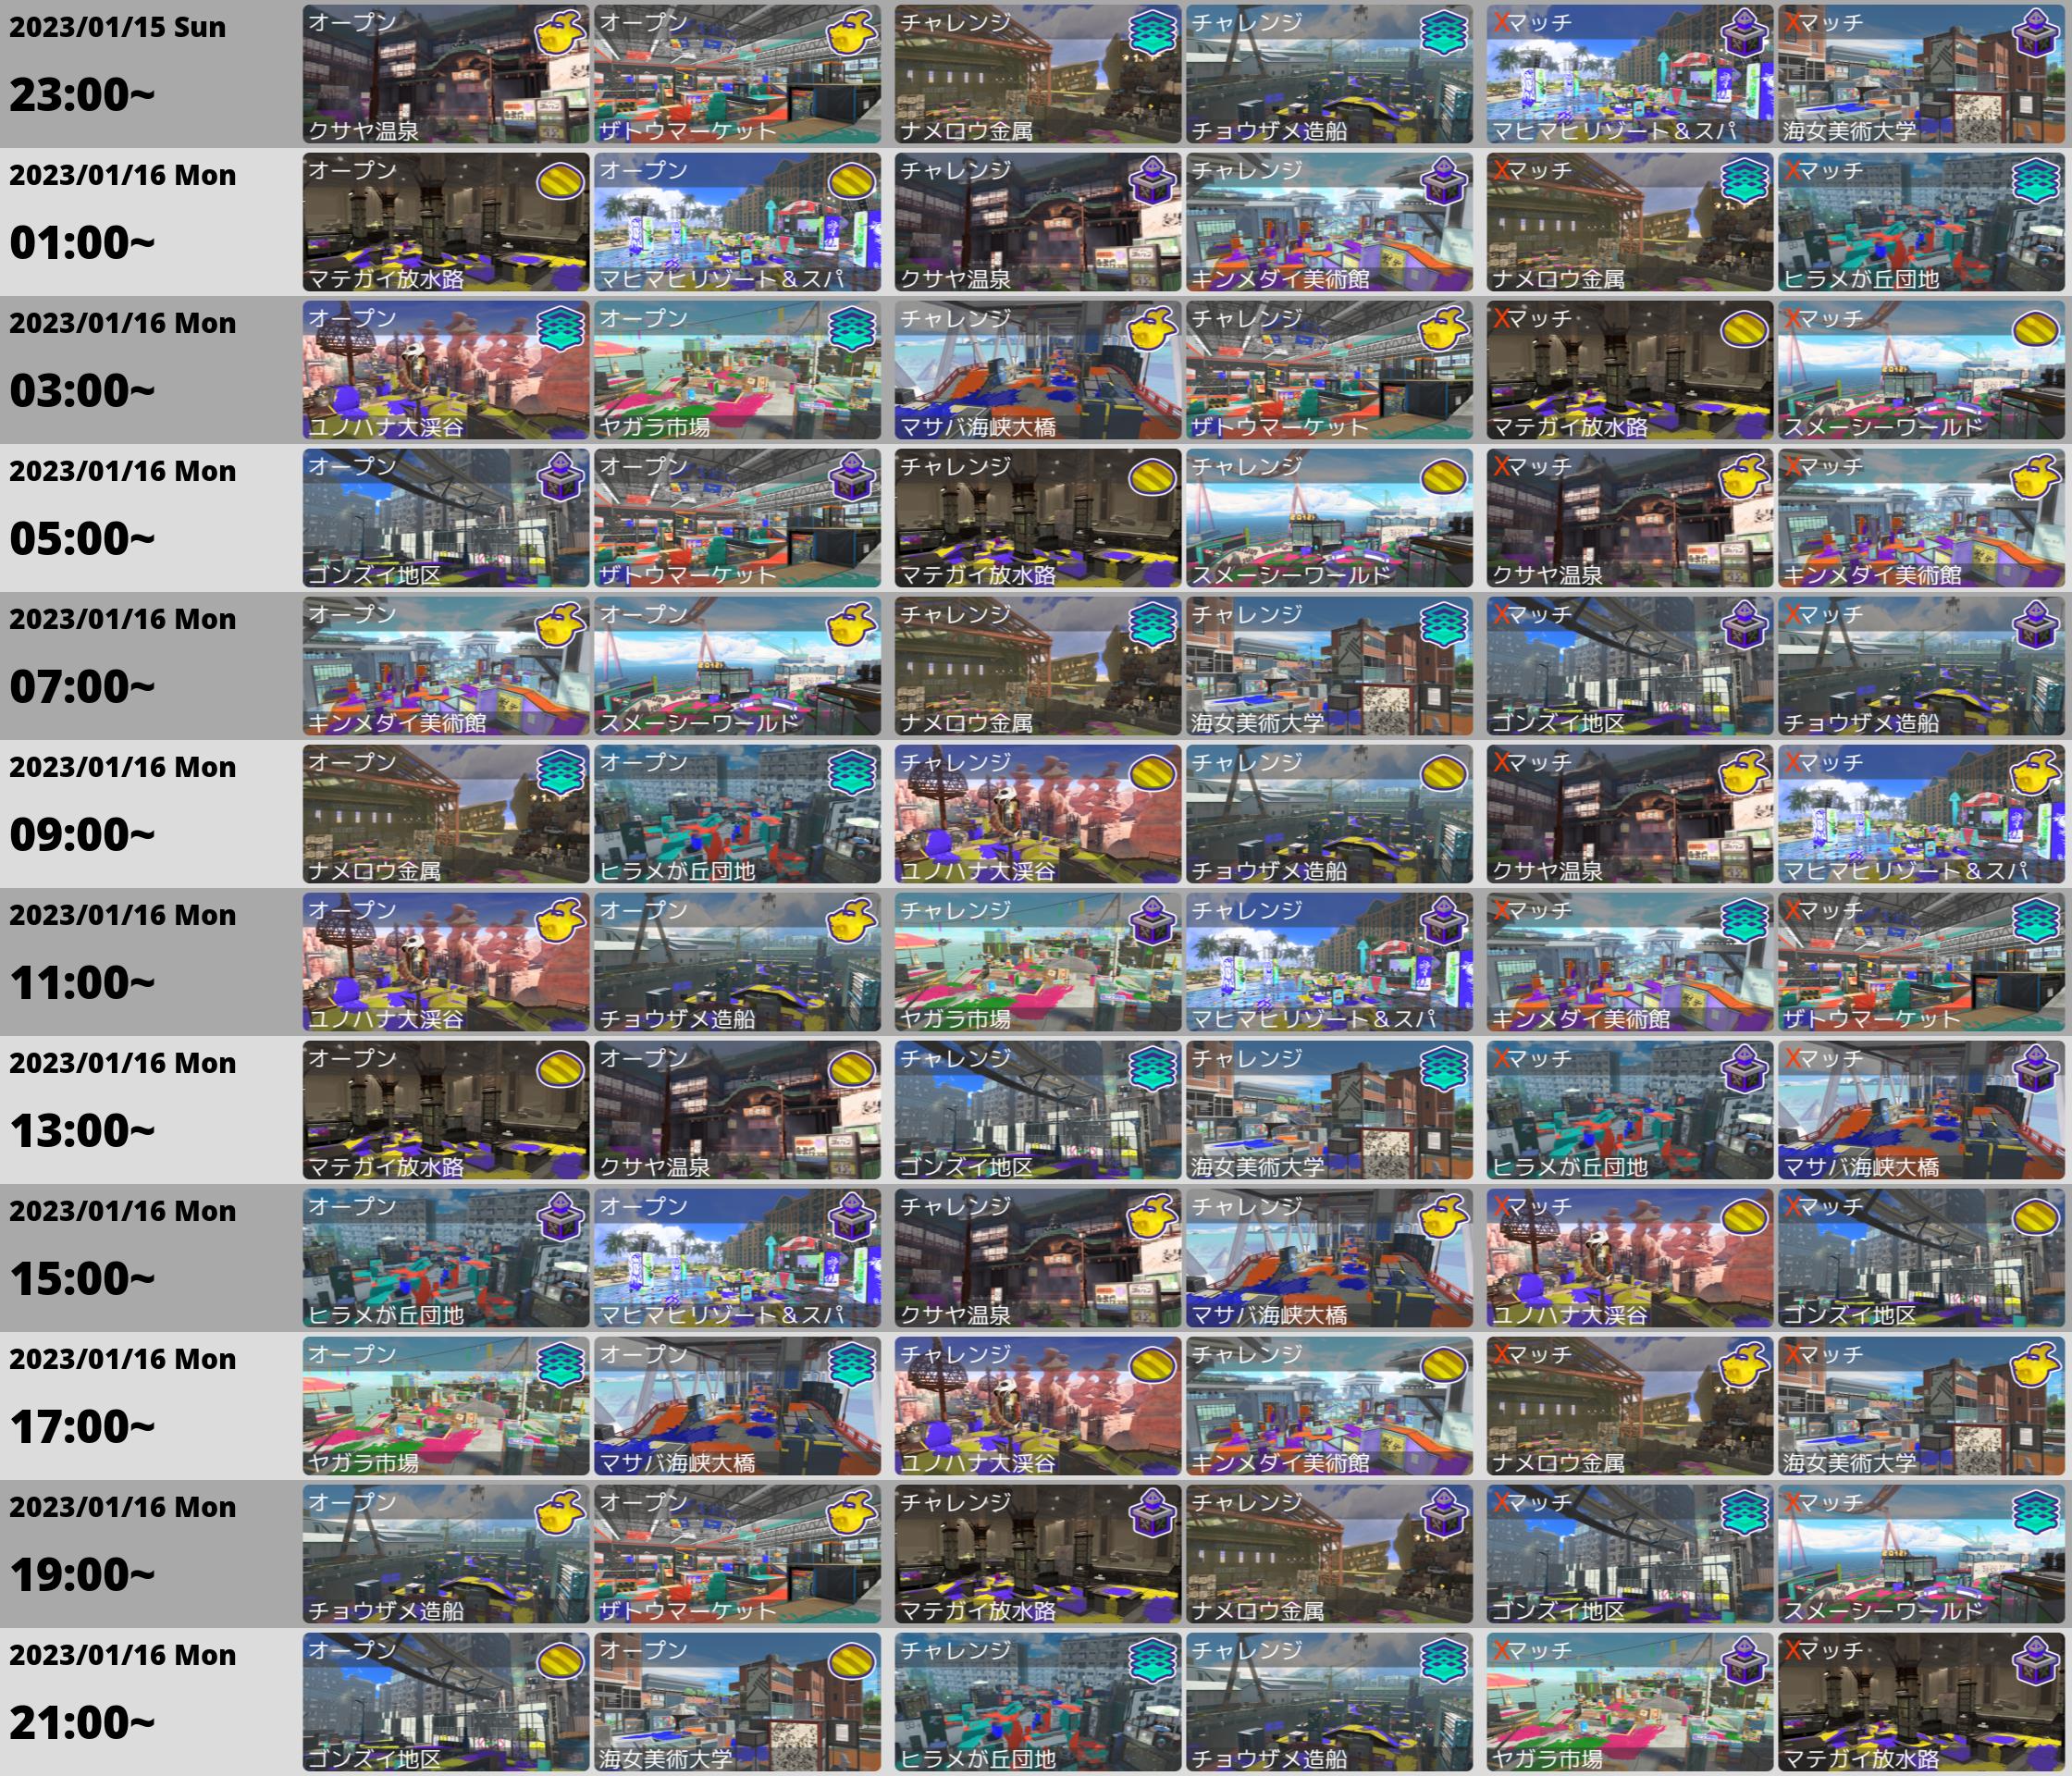 2023/01/15 Sun
23:00~
オープン オープン チャレンジ チャレンジ Xマッチ Xマッチ
クサヤ温泉 ザトウマーケット ナメロウ金属 チョウザメ造船 マヒマヒリゾート＆スパ 海女美術大学
2023/01/16 Mon
01:00~
オープン オープン チャレンジ チャレンジ Xマッチ Xマッチ
マテガイ放水路 マヒマヒリゾート＆スパ クサヤ温泉 キンメダイ美術館 ナメロウ金属 ヒラメが丘団地
2023/01/16 Mon
03:00~
オープン オープン チャレンジ チャレンジ Xマッチ Xマッチ
ユノハナ大渓谷 ヤガラ市場 マサバ海峡大橋 ザトウマーケット マテガイ放水路 スメーシーワールド
2023/01/16 Mon
05:00~
オープン オープン チャレンジ チャレンジ Xマッチ Xマッチ
ゴンズイ地区 ザトウマーケット マテガイ放水路 スメーシーワールド クサヤ温泉 キンメダイ美術館
2023/01/16 Mon
07:00~
オープン オープン チャレンジ チャレンジ Xマッチ Xマッチ
キンメダイ美術館 スメーシーワールド ナメロウ金属 海女美術大学 ゴンズイ地区 チョウザメ造船
2023/01/16 Mon
09:00~
オープン オープン チャレンジ チャレンジ Xマッチ Xマッチ
ナメロウ金属 ヒラメが丘団地 ユノハナ大渓谷 チョウザメ造船 クサヤ温泉 マヒマヒリゾート＆スパ
2023/01/16 Mon
11:00~
オープン オープン チャレンジ チャレンジ Xマッチ Xマッチ
ユノハナ大渓谷 チョウザメ造船 ヤガラ市場 マヒマヒリゾート＆スパ キンメダイ美術館 ザトウマーケット
2023/01/16 Mon
13:00~
オープン オープン チャレンジ チャレンジ Xマッチ Xマッチ
マテガイ放水路 クサヤ温泉 ゴンズイ地区 海女美術大学 ヒラメが丘団地 マサバ海峡大橋
2023/01/16 Mon
15:00~
オープン オープン チャレンジ チャレンジ Xマッチ Xマッチ
ヒラメが丘団地 マヒマヒリゾート＆スパ クサヤ温泉 マサバ海峡大橋 ユノハナ大渓谷 ゴンズイ地区
2023/01/16 Mon
17:00~
オープン オープン チャレンジ チャレンジ Xマッチ Xマッチ
ヤガラ市場 マサバ海峡大橋 ユノハナ大渓谷 キンメダイ美術館 ナメロウ金属 海女美術大学
2023/01/16 Mon
19:00~
オープン オープン チャレンジ チャレンジ Xマッチ Xマッチ
チョウザメ造船 ザトウマーケット マテガイ放水路 ナメロウ金属 ゴンズイ地区 スメーシーワールド
2023/01/16 Mon
21:00~
オープン オープン チャレンジ チャレンジ Xマッチ Xマッチ
ゴンズイ地区 海女美術大学 ヒラメが丘団地 チョウザメ造船 ヤガラ市場 マテガイ放水路